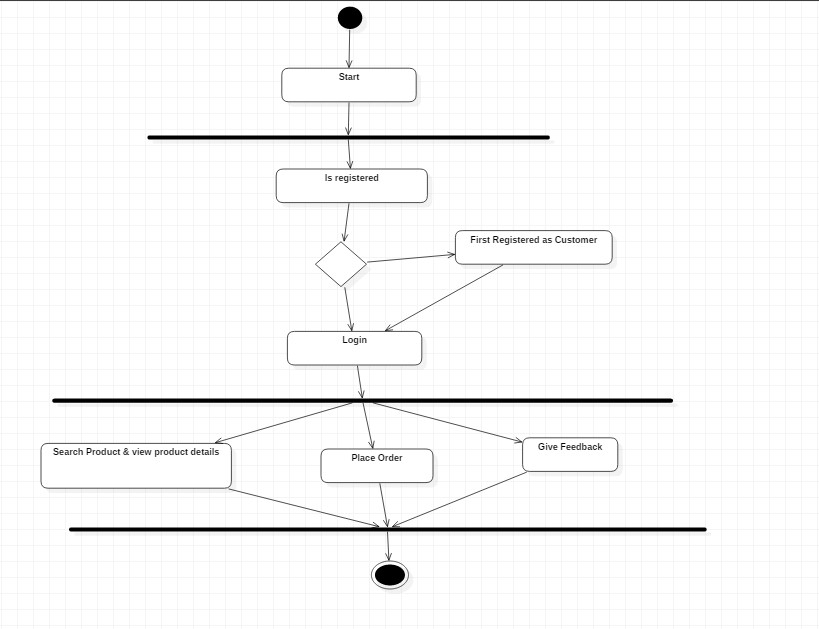 Start
Is registered
First Registered as Customer
Login
Search Product & view product details
Place Order
Give Feedback